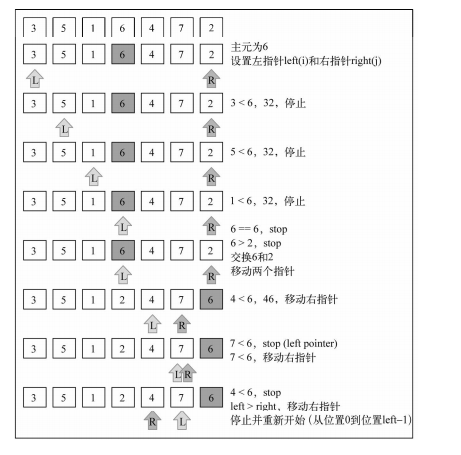 3 5 1 6 4 7 2
3 5 1 6 4 7 2
主元为6
设置左指针left(i)和右指针right(j)
L R
3 5 1 6 4 7 2
3 < 6，32，停止
L R
3 5 1 6 4 7 2
5 < 6，32，停止
L R
3 5 1 6 4 7 2
1 < 6，32，停止
L R
6 == 6，stop
3 5 1 6 4 7 2
6 > 2，stop
交换6和2
L R
移动两个指针
3 5 1 2 4 7 6
4 < 6，46，移动右指针
L R
3 5 1 2 4 7 6
7 < 6，stop (left pointer)
7 < 6，移动右指针
L R
3 5 1 2 4 7 6
4 < 6，stop
left > right，移动右指针
R L
停止并重新开始（从位置0到位置left–1）